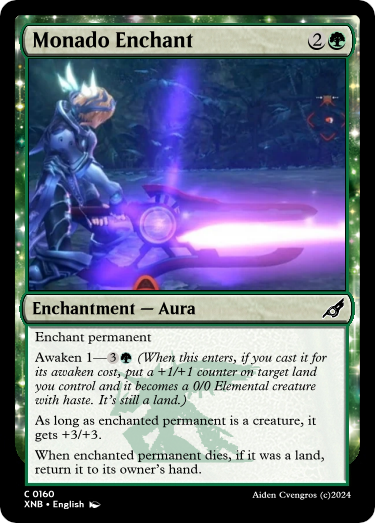 Monado Enchant 2
Enchantment — Aura
Enchant permanent
Awaken 1—3 (When this enters, if you cast it for
its awaken cost, put a +1/+1 counter on target
land you control and it becomes a 0/0 Elemental creature
with haste. It's still a land.)
As long as enchanted permanent is a creature, it
gets +3/+3.
When enchanted permanent dies, if it was a land,
return it to its owner's hand.
C 0160
XNB • English
Aiden Cvengros (c)2024